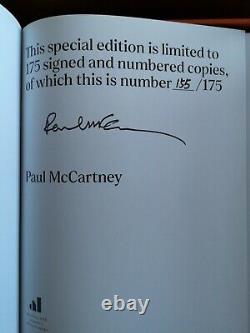 This special edition is limited to
175 signed and numbered copies,
of which this is number 155/175
Paul McCartney